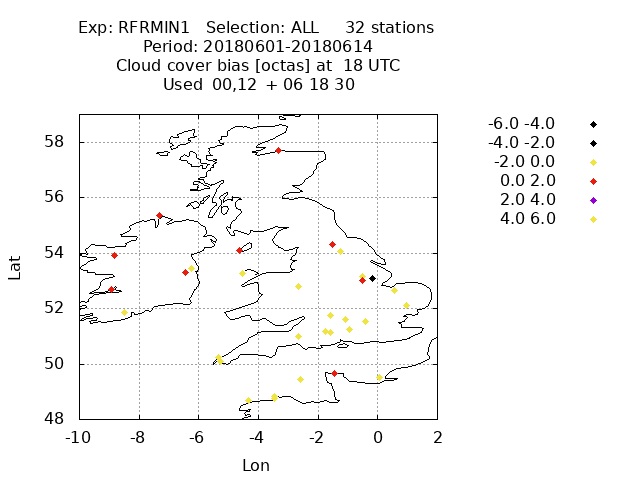 Exp: RFRMIN1 Selection: ALL 32 stations
Period: 20180601-20180614
Cloud cover bias [octas] at 18 UTC
Used 00,12 + 06 18 30
-6.0 -4.0
-4.0 -2.0
-2.0 0.0
0.0 2.0
2.0 4.0
4.0 6.0
58
56
54
52
50
48
Lat
-10 -8 -6 -4 -2 0 2
Lon